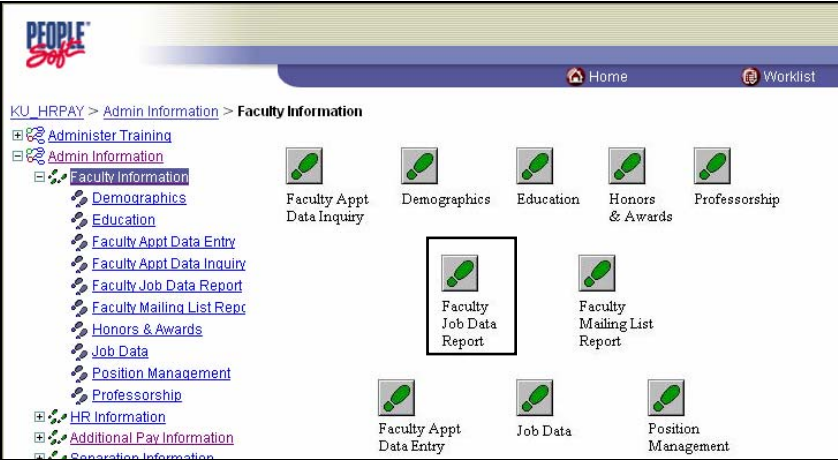 PEOPLE
Soft
Home
Worklist
KU_HRPAY > Admin Information > Faculty Information
Administer Training
Admin Information
Faculty Information
Demographics
Education
Faculty Appt Data Entry
Faculty Appt Data Inquiry
Faculty Job Data Report
Faculty Mailing List Repo
Honors & Awards
Job Data
Position Management
Professorship
HR Information
Additional Pay Information
Separation Information
Faculty Appt
Data Inquiry
Demographics
Education
Honors
& Awards
Professorship
Faculty
Job Data
Report
Faculty
Mailing List
Report
Faculty Appt
Data Entry
Job Data
Position
Management